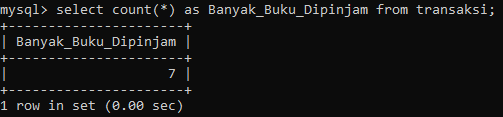 mysql> select count(*) as Banyak_Buku_Dipinjam from transaksi;
+----------------------+
| Banyak_Buku_Dipinjam |
+----------------------+
|                    7 |
+----------------------+
1 row in set (0.00 sec)